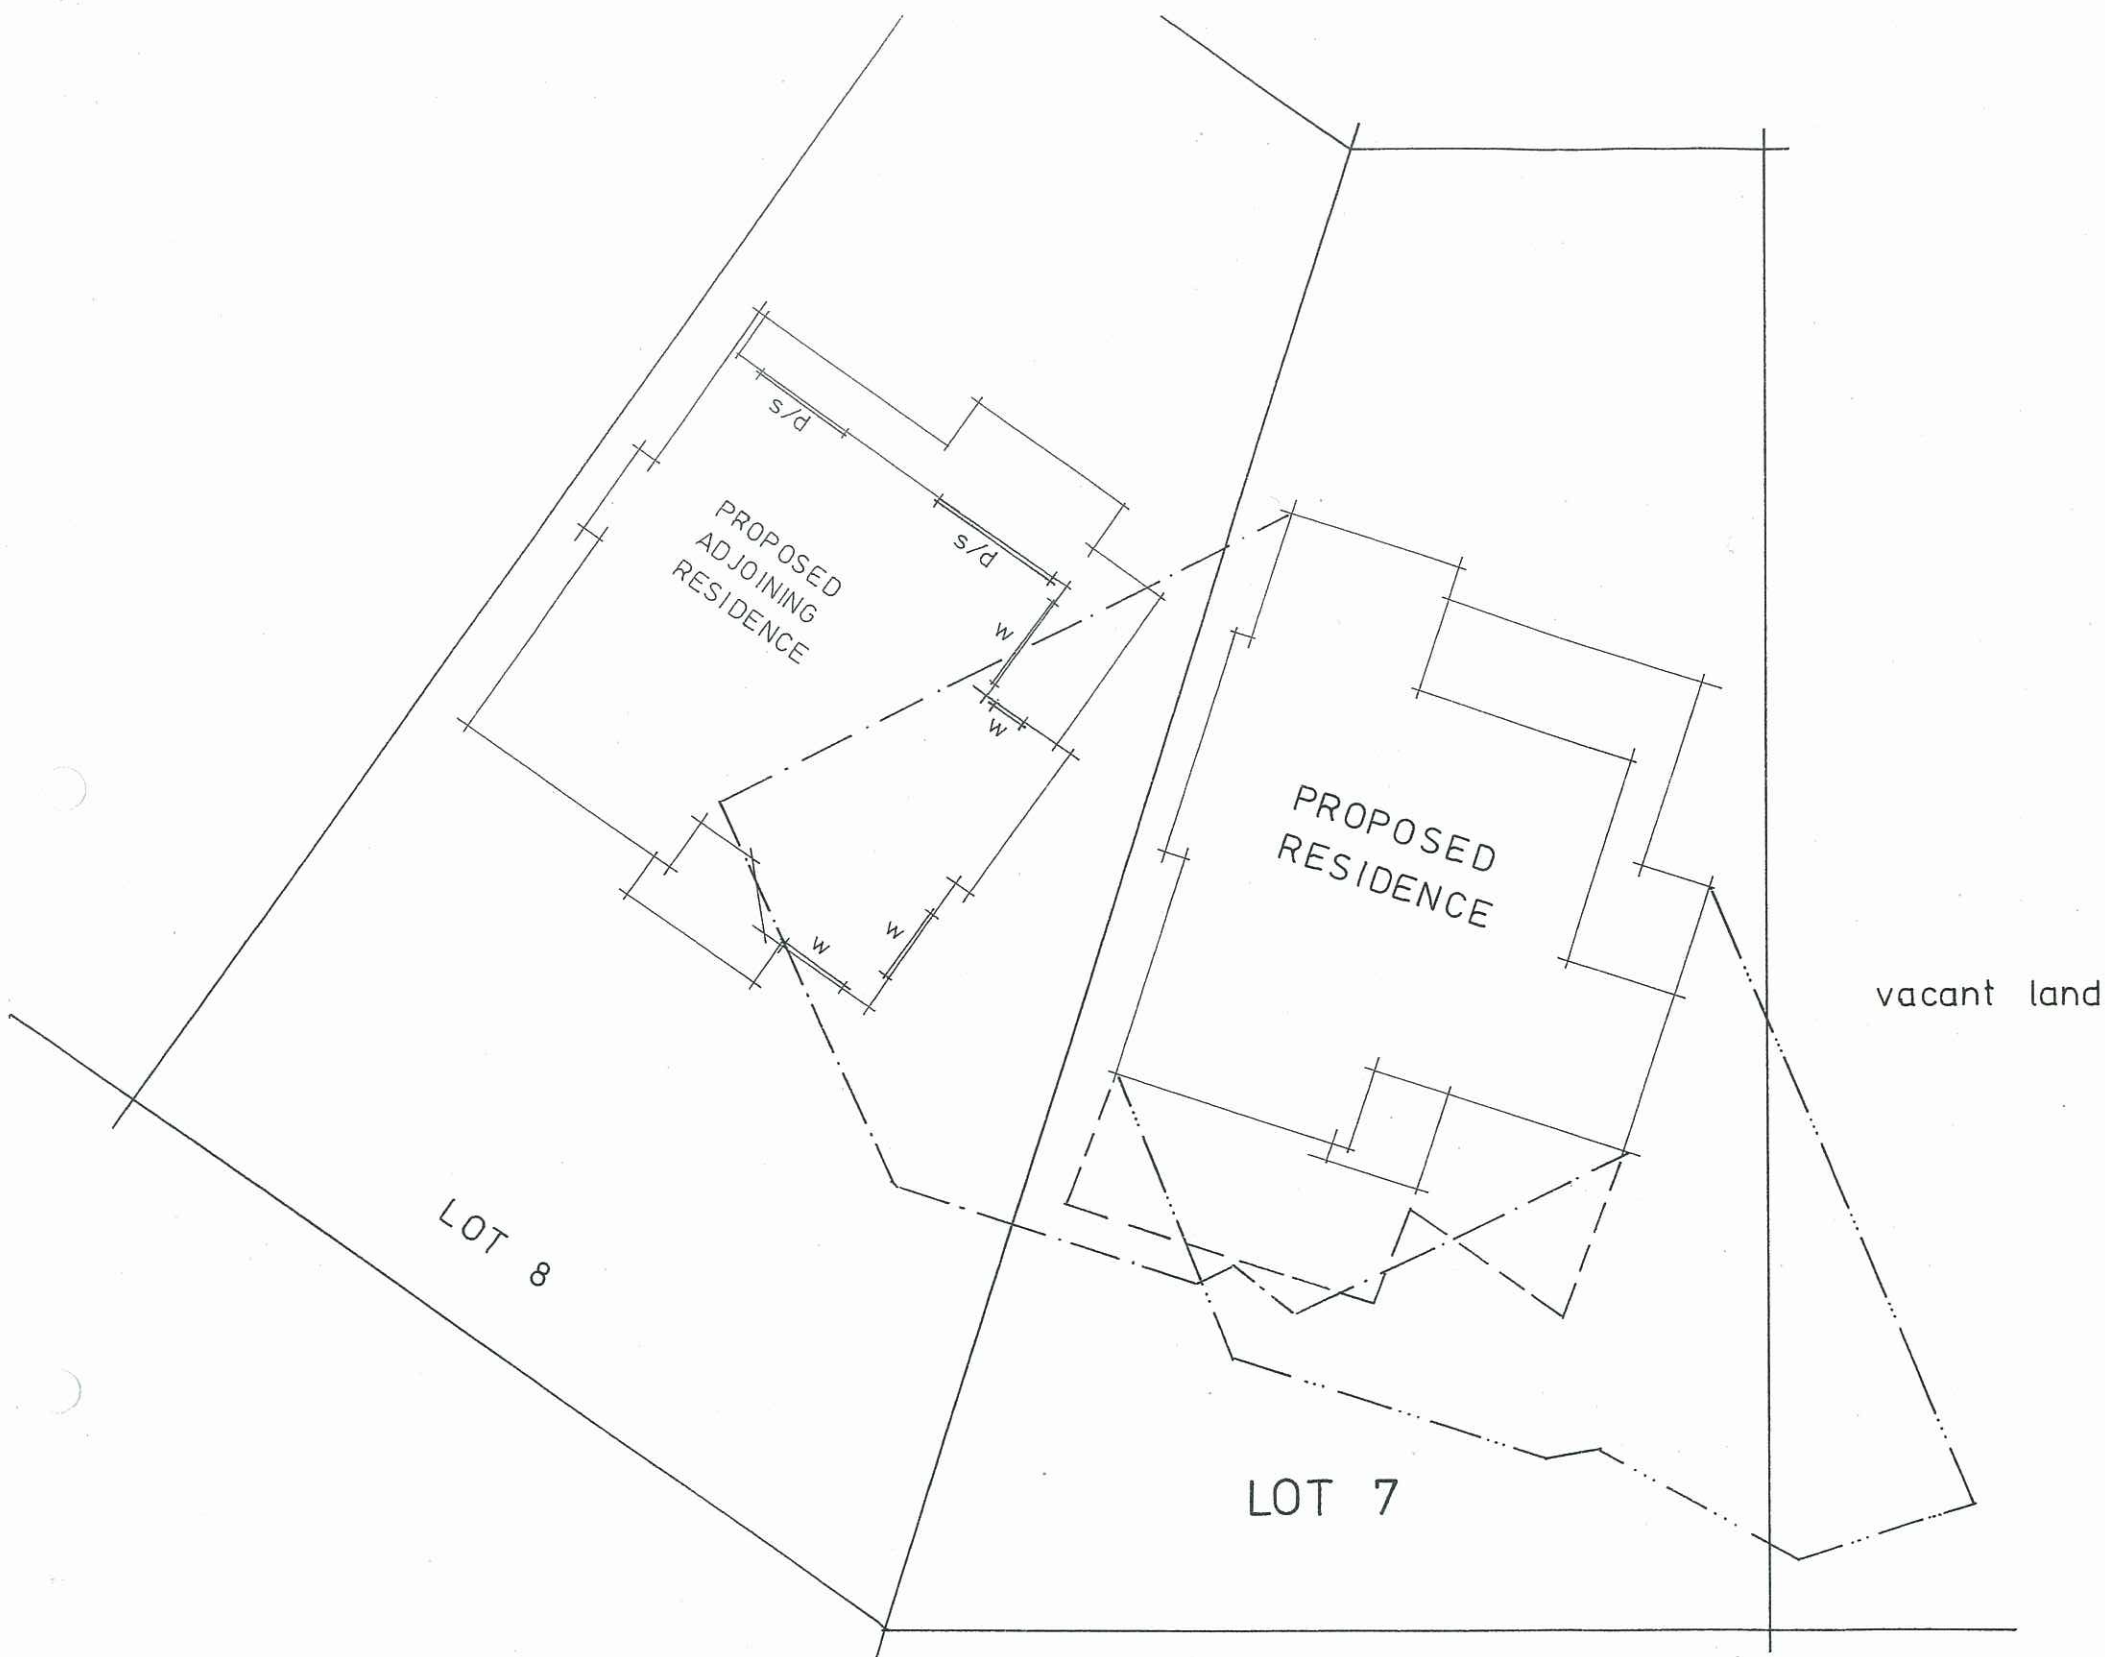 s/d
s/d
PROPOSED
ADJOINING
RESIDENCE
w
w
w
w
PROPOSED
RESIDENCE
vacant land
LOT 8
LOT 7